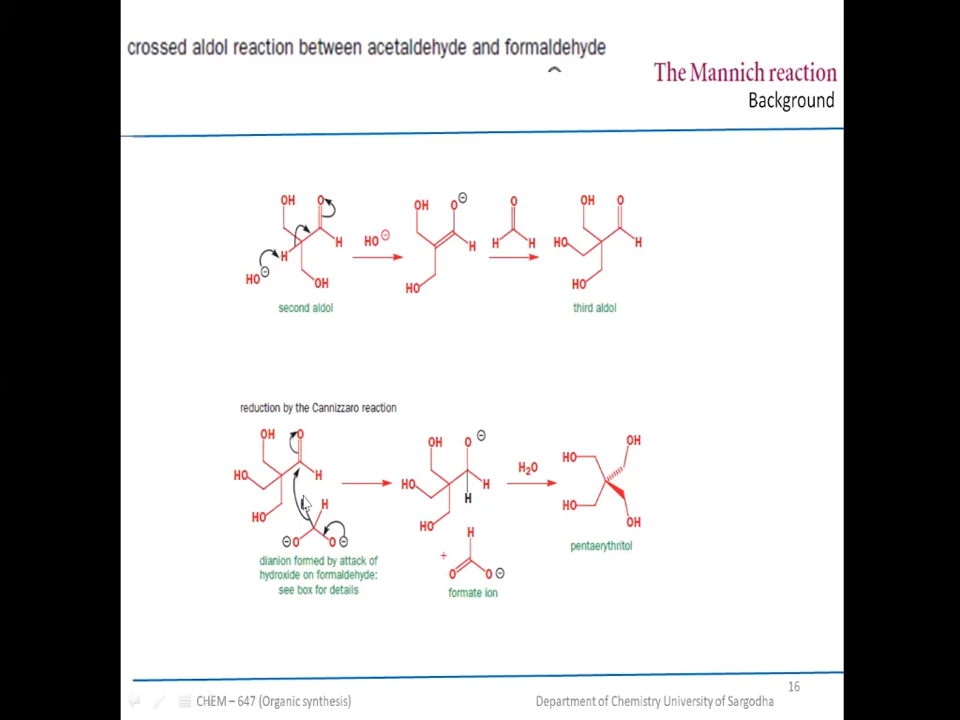 crossed aldol reaction between acetaldehyde and formaldehyde
The Mannich reaction
Background
OH O H H HO⊖ OH
HO⊖
OH O⊖ H HO
O H H
OH O H HO HO
second aldol
third aldol
reduction by the Cannizzaro reaction
OH O H HO HO
H ⊖O O⊖
OH O⊖ HO H H HO
H₂O
HO OH HO OH
+
H O O⊖
pentaerythritol
dianion formed by attack of
hydroxide on formaldehyde:
see box for details
formate ion
16
CHEM – 647 (Organic synthesis)
Department of Chemistry University of Sargodha